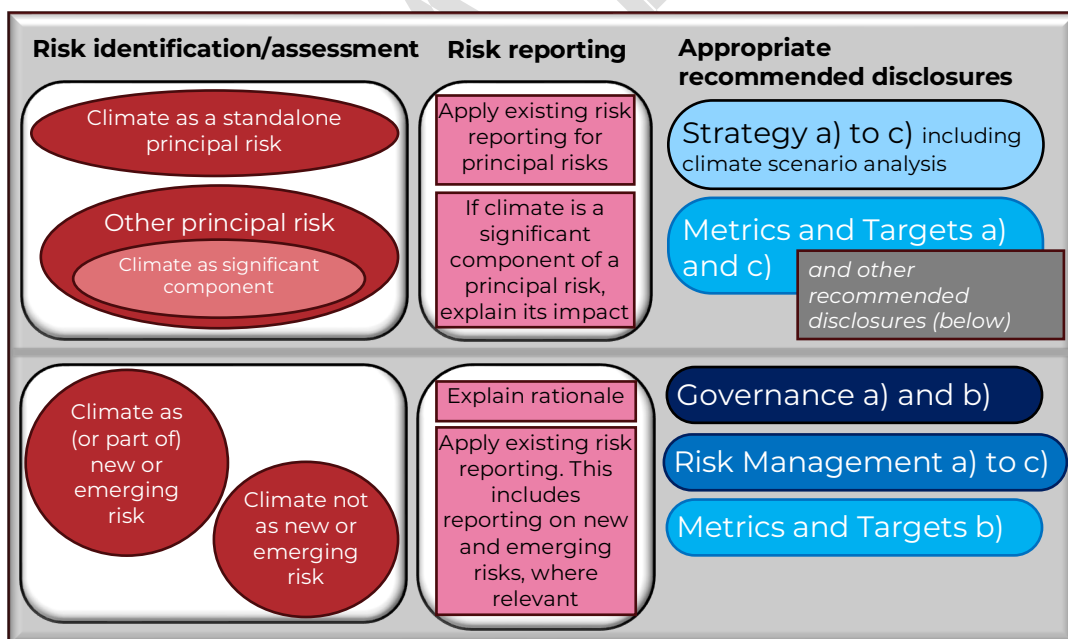 Risk identification/assessment
Risk reporting
Appropriate
recommended disclosures
Climate as a standalone
principal risk
Other principal risk
Climate as significant
component
Apply existing risk
reporting for
principal risks
If climate is a
significant
component of a
principal risk,
explain its impact
Strategy a) to c) including
climate scenario analysis
Metrics and Targets a)
and c)
and other
recommended
disclosures (below)
Climate as
(or part of)
new or
emerging
risk
Climate not
as new or
emerging
risk
Explain rationale
Apply existing risk
reporting. This
includes
reporting on new
and emerging
risks, where
relevant
Governance a) and b)
Risk Management a) to c)
Metrics and Targets b)